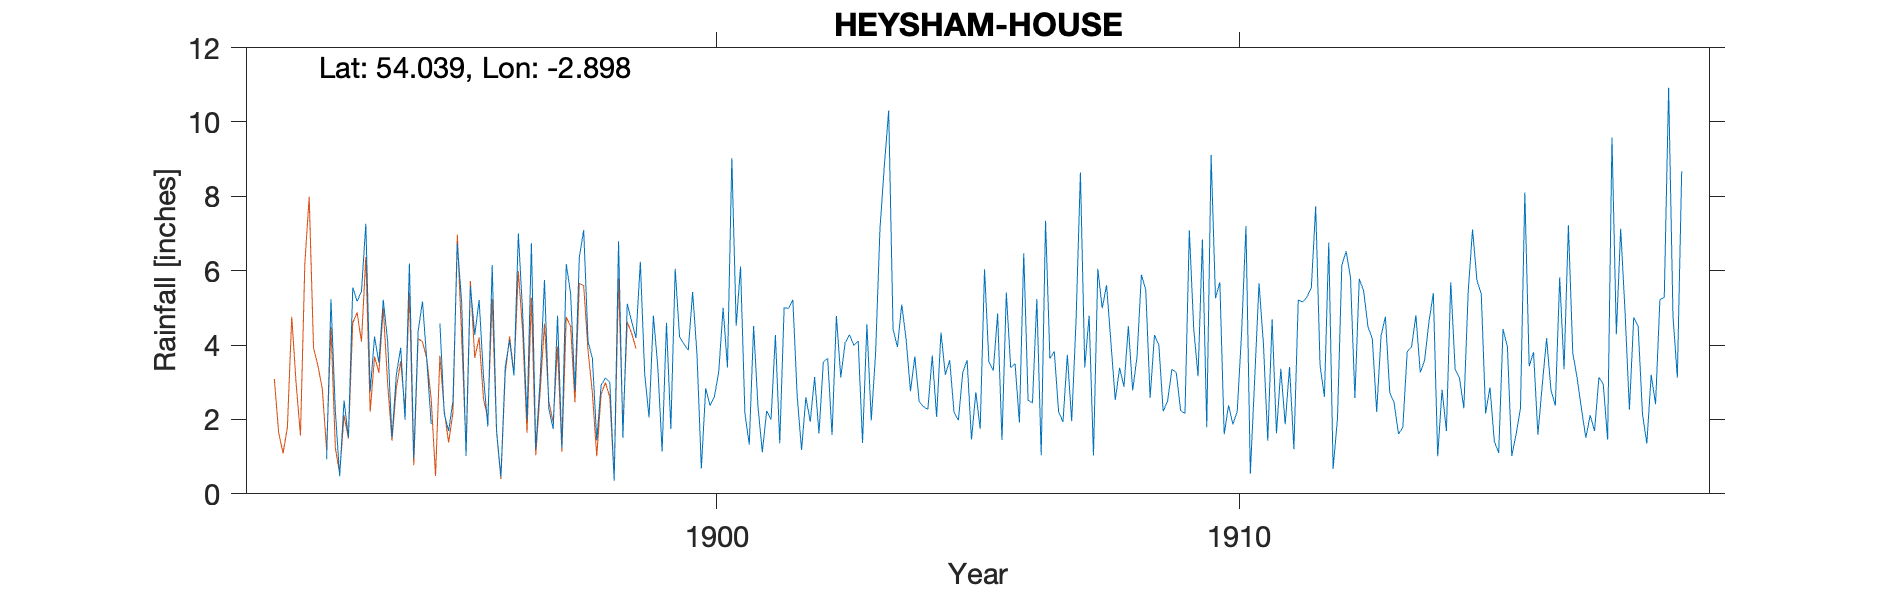 HEYSHAM-HOUSE
Lat: 54.039, Lon: -2.898
12
10
8
6
4
2
0
Rainfall [inches]
1900
1910
Year